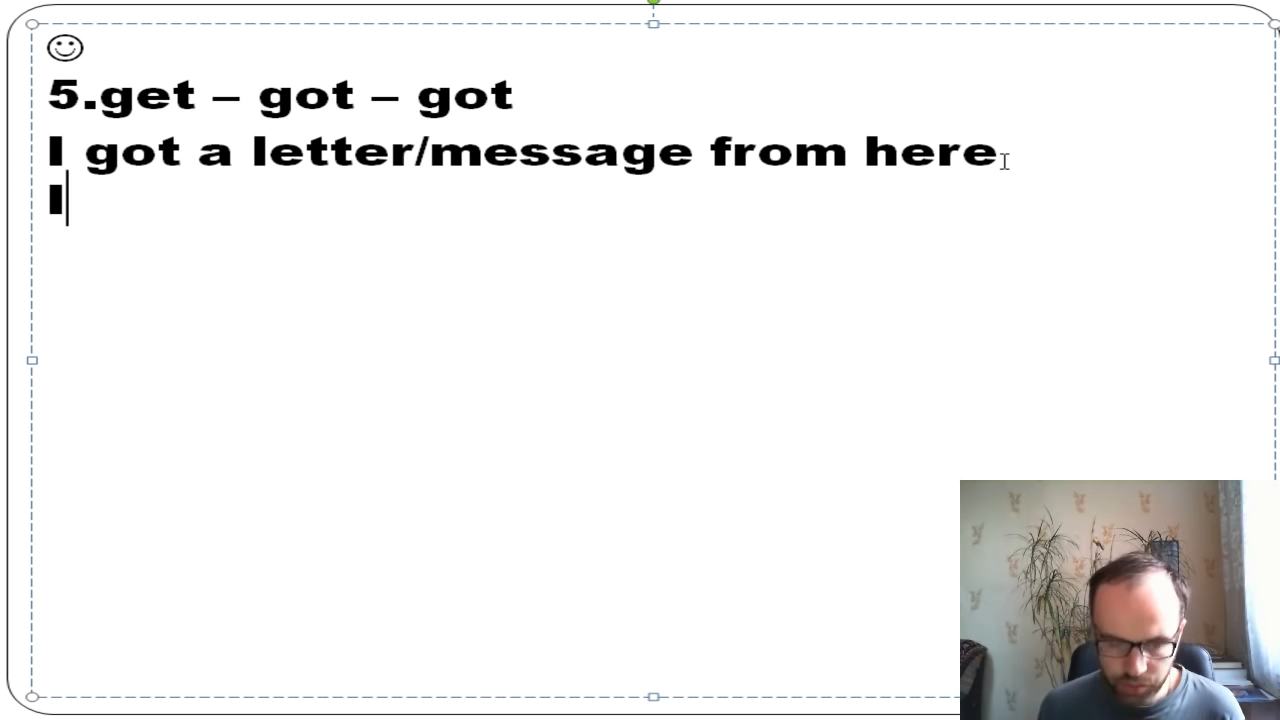 5.get – got – got
I got a letter/message from here
I